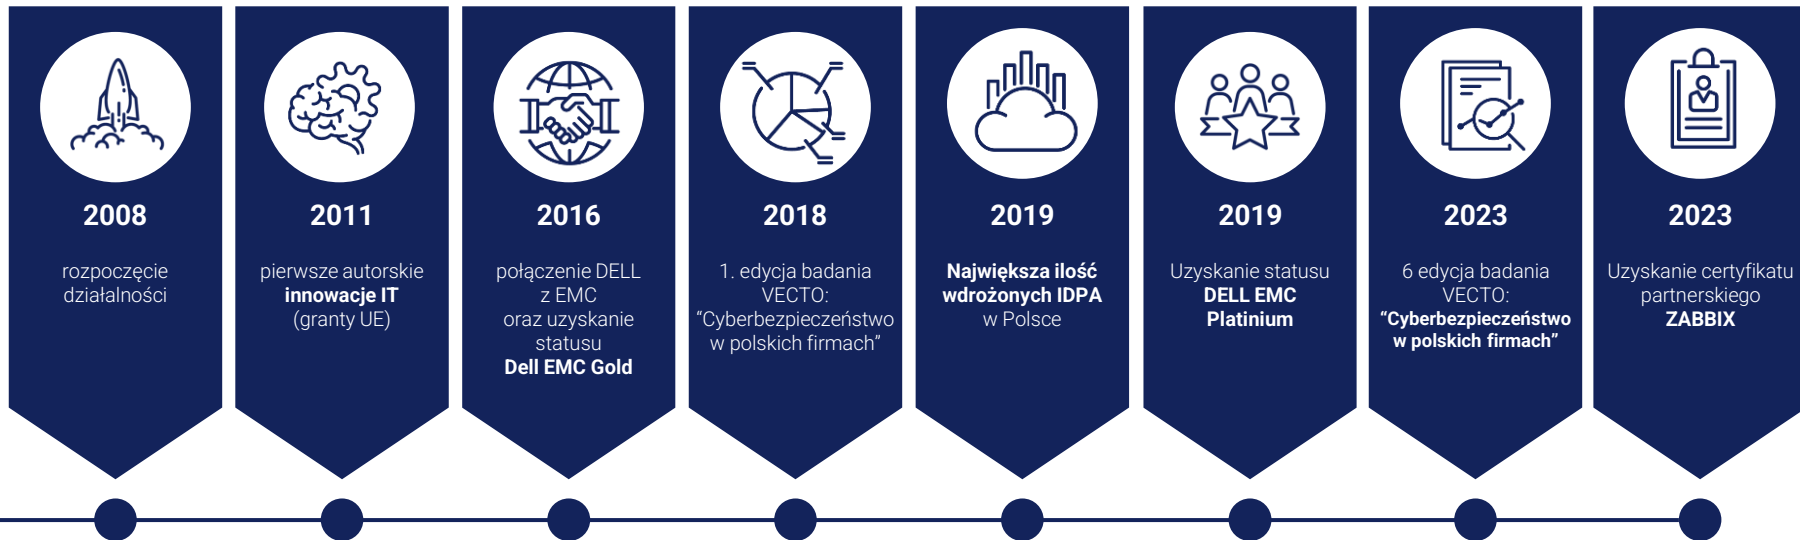 2008
rozpoczęcie
działalności
2011
pierwsze autorskie
innowacje IT
(granty UE)
2016
połączenie DELL
z EMC
oraz uzyskanie
statusu
Dell EMC Gold
2018
1. edycja badania
VECTO:
“Cyberbezpieczeństwo
w polskich firmach”
2019
Największa ilość
wdrożonych IDPA
w Polsce
2019
Uzyskanie statusu
DELL EMC
Platinium
2023
6 edycja badania
VECTO:
“Cyberbezpieczeństwo
w polskich firmach”
2023
Uzyskanie certyfikatu
partnerskiego
ZABBIX